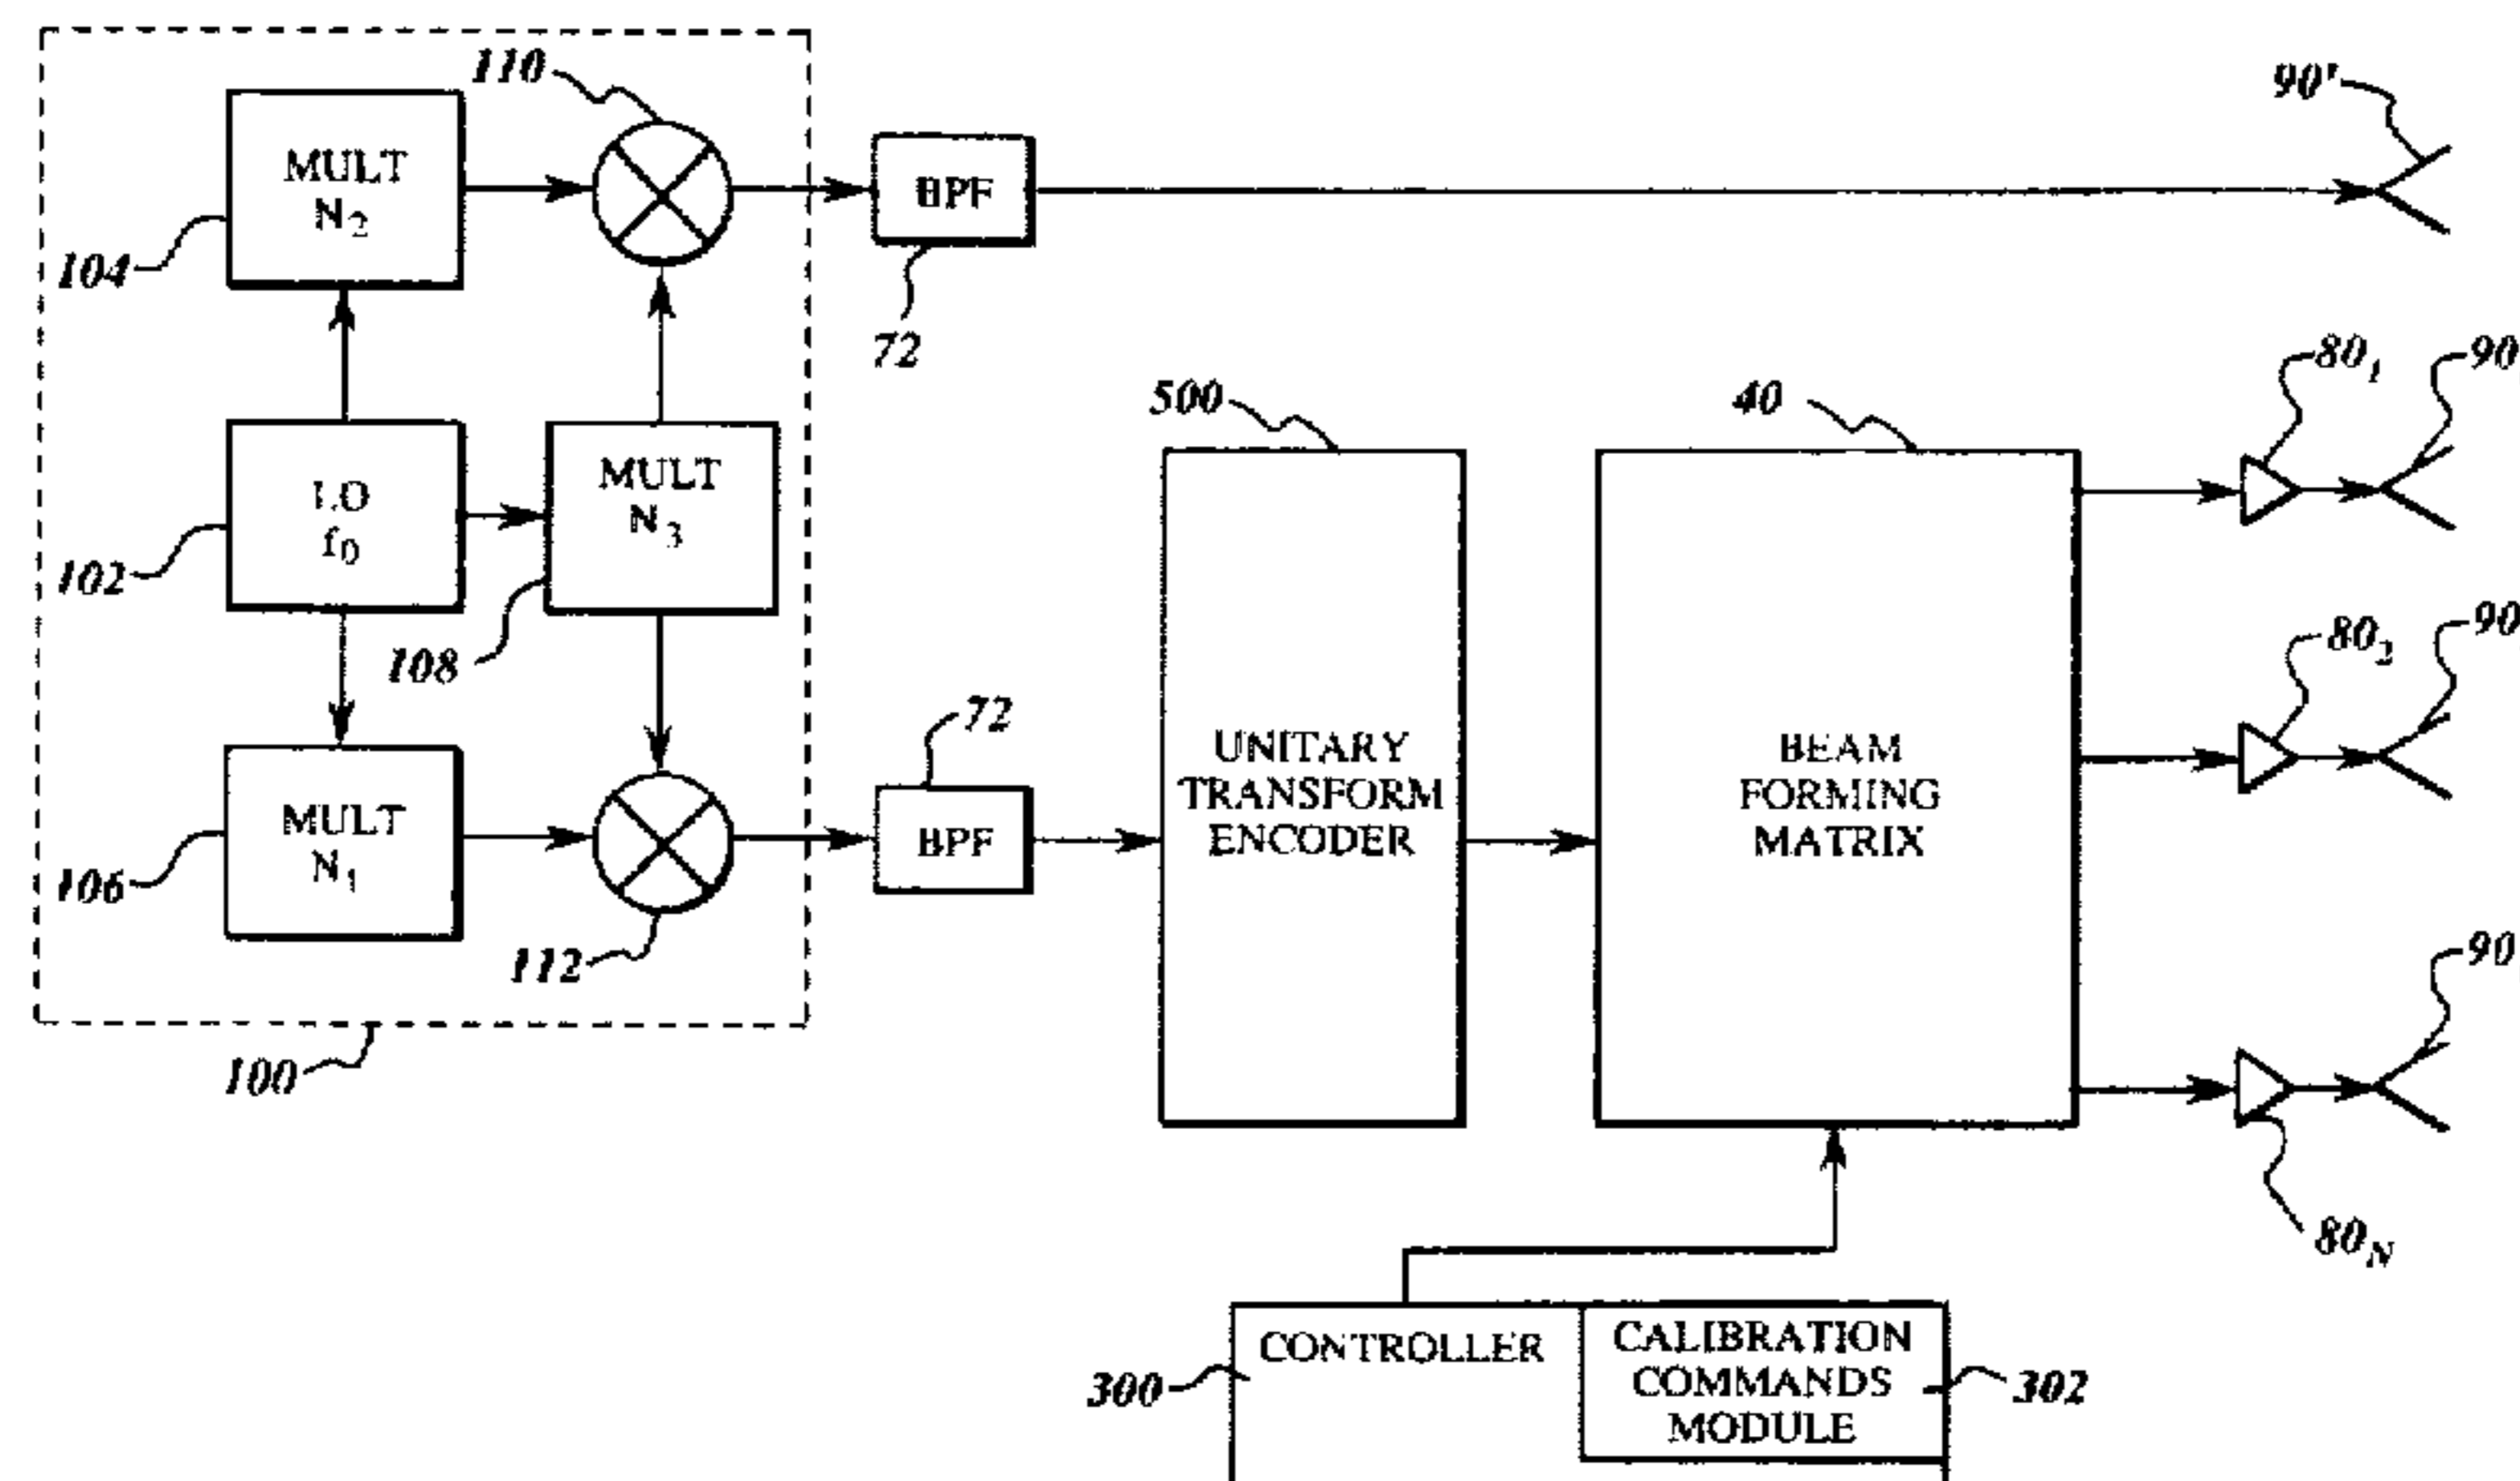 110
90'
MULT
N2
BPF
104
72
801
90
500
40
LO
f0
MULT
N3
102
108
802
90
72
UNITARY
TRANSFORM
ENCODER
BEAM
FORMING
MATRIX
MULT
N1
BPF
106
112
90
100
80N
CONTROLLER
CALIBRATION
COMMANDS
MODULE
300
302